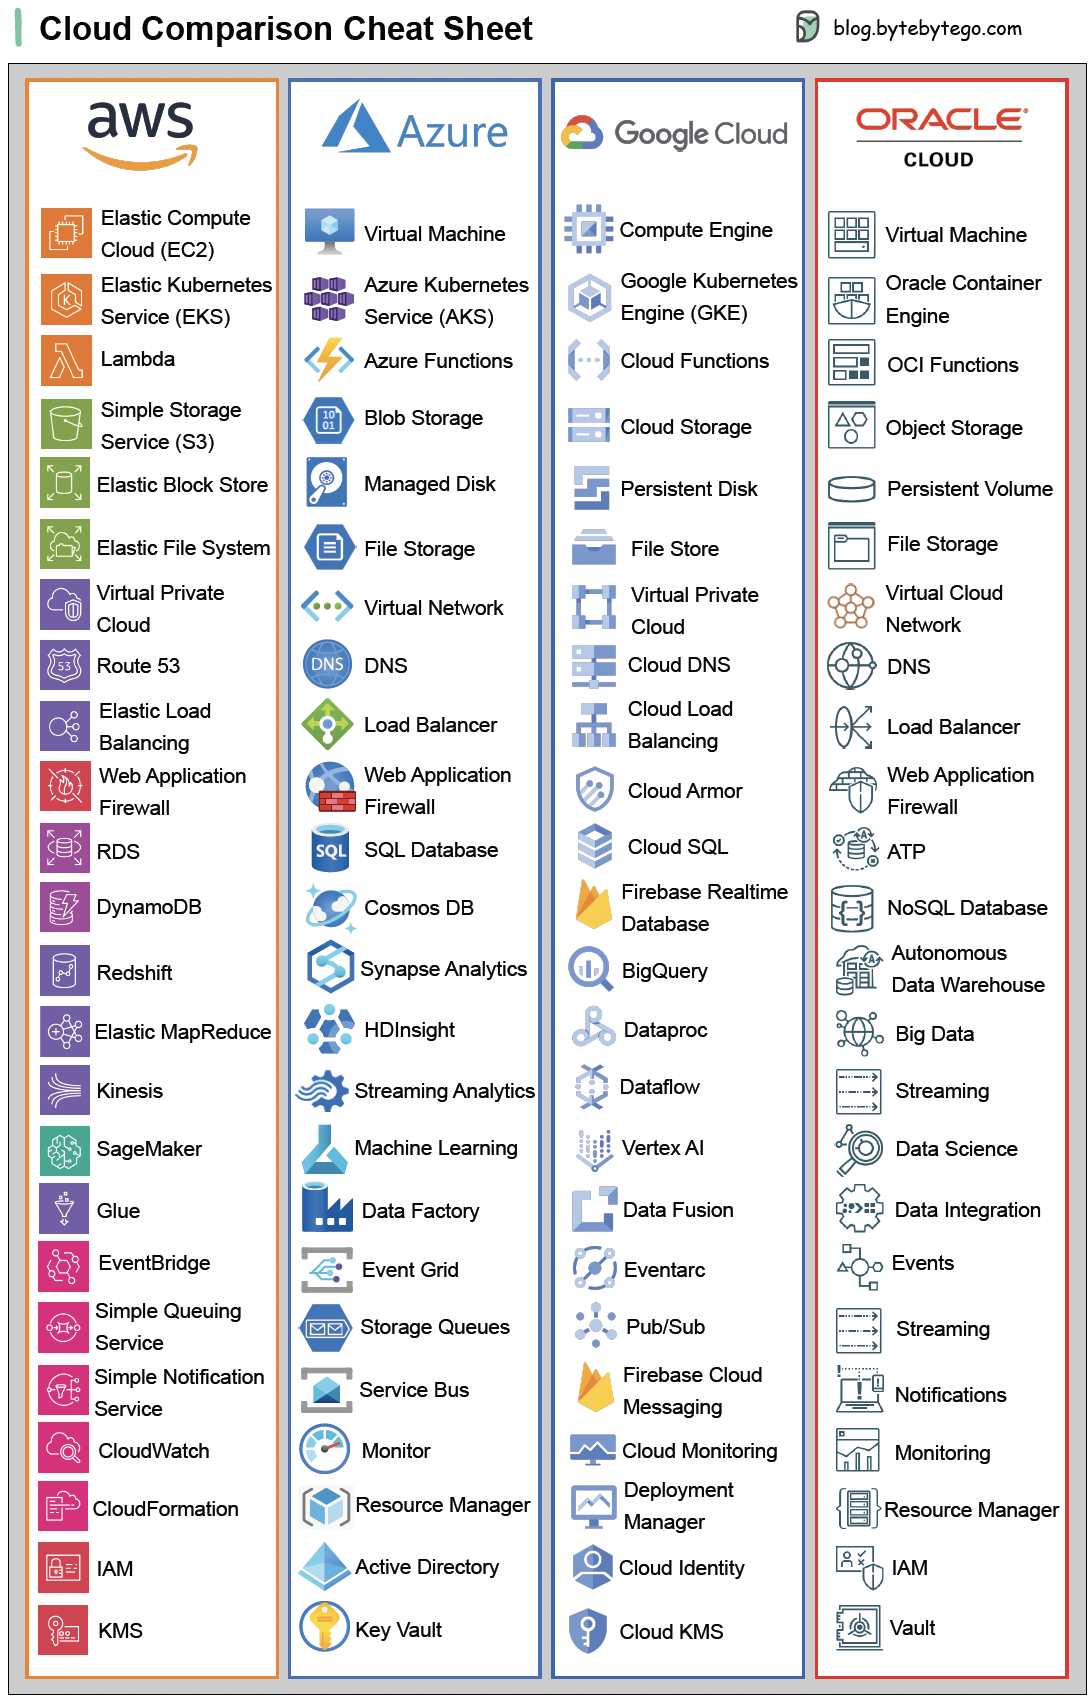 Cloud Comparison Cheat Sheet
blog.bytebytego.com
aws
Elastic Compute
Cloud (EC2)
Elastic Kubernetes
Service (EKS)
Lambda
Simple Storage
Service (S3)
Elastic Block Store
Elastic File System
Virtual Private
Cloud
53
Route 53
Elastic Load
Balancing
Web Application
Firewall
RDS
DynamoDB
Redshift
Elastic MapReduce
Kinesis
SageMaker
Glue
EventBridge
Simple Queuing
Service
Simple Notification
Service
CloudWatch
CloudFormation
IAM
KMS
Azure
Virtual Machine
Azure Kubernetes
Service (AKS)
Azure Functions
10
01
Blob Storage
Managed Disk
File Storage
Virtual Network
DNS
DNS
Load Balancer
Web Application
Firewall
SQL
SQL Database
Cosmos DB
Synapse Analytics
HDInsight
Streaming Analytics
Machine Learning
Data Factory
Event Grid
Storage Queues
Service Bus
Monitor
Resource Manager
Active Directory
Key Vault
Google Cloud
Compute Engine
Google Kubernetes
Engine (GKE)
Cloud Functions
Cloud Storage
Persistent Disk
File Store
Virtual Private
Cloud
Cloud DNS
Cloud Load
Balancing
Cloud Armor
Cloud SQL
Firebase Realtime
Database
BigQuery
Dataproc
Dataflow
Vertex AI
Data Fusion
Eventarc
Pub/Sub
Firebase Cloud
Messaging
Cloud Monitoring
Deployment
Manager
Cloud Identity
Cloud KMS
ORACLE®
CLOUD
Virtual Machine
Oracle Container
Engine
OCI Functions
Object Storage
Persistent Volume
File Storage
Virtual Cloud
Network
DNS
Load Balancer
Web Application
Firewall
ATP
NoSQL Database
Autonomous
Data Warehouse
Big Data
Streaming
Data Science
Data Integration
Events
Streaming
Notifications
Monitoring
Resource Manager
IAM
Vault